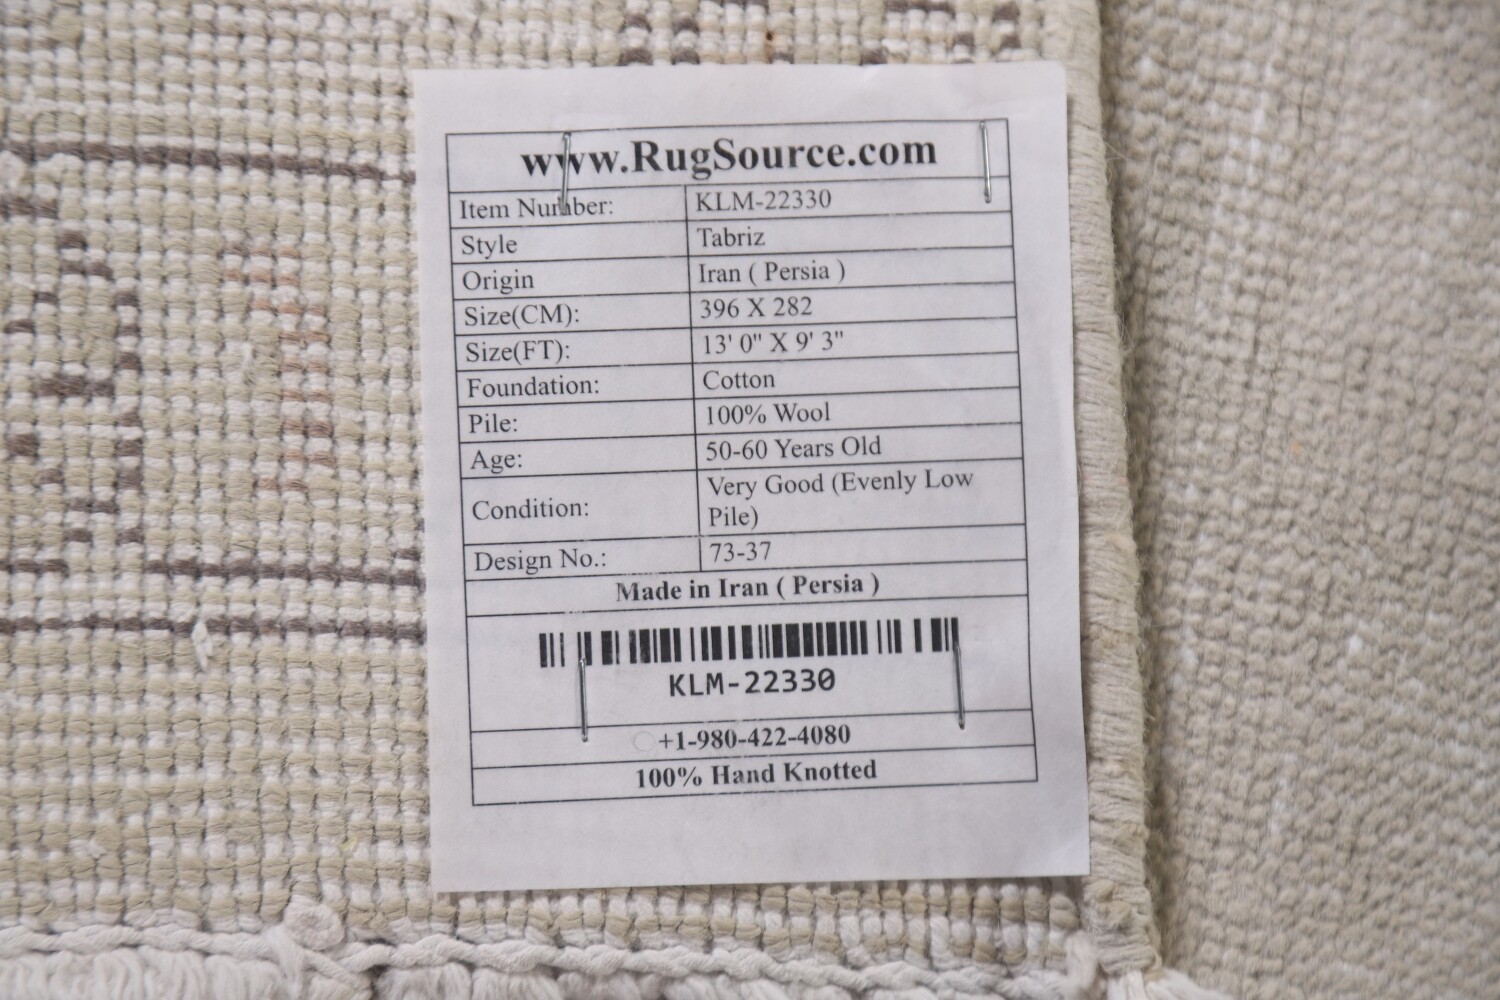 www.RugSource.com
Item Number: KLM-22330
Style Tabriz
Origin Iran ( Persia )
Size(CM): 396 X 282
Size(FT): 13' 0" X 9' 3"
Foundation: Cotton
Pile: 100% Wool
Age: 50-60 Years Old
Condition: Very Good (Evenly Low
Pile)
Design No.: 73-37
Made in Iran ( Persia )
KLM-22330
+1-980-422-4080
100% Hand Knotted